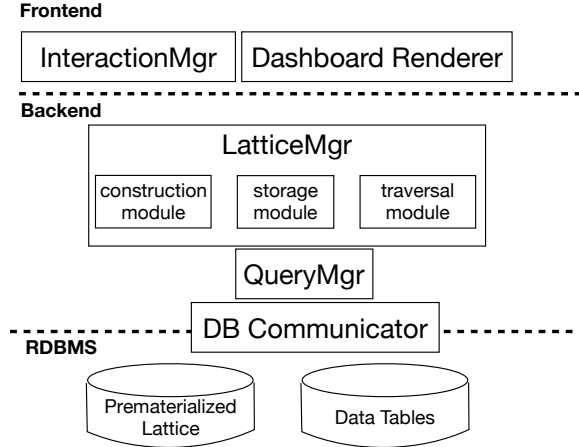 Frontend
InteractionMgr
Dashboard Renderer
Backend
LatticeMgr
construction
module
storage
module
traversal
module
QueryMgr
DB Communicator
RDBMS
Prematerialized
Lattice
Data Tables